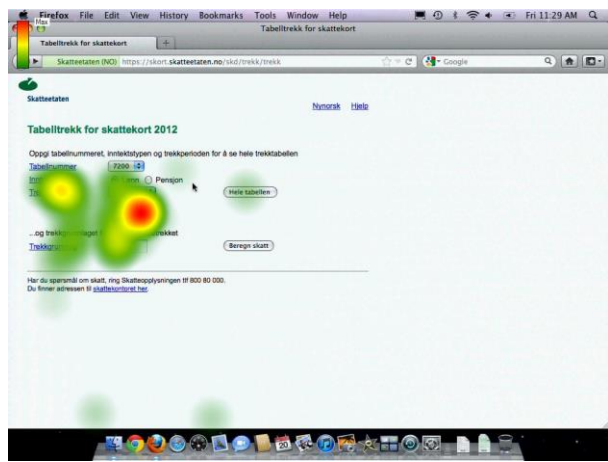 Firefox File Edit View History Bookmarks Tools Window Help Fri 11:29 AM
Max
Tabelltrekk for skattekort
Tabelltrekk for skattekort
Skatteetaten (NO) https://skort.skatteetaten.no/skd/trekk/trekk Google
Skatteetaten
Nynorsk Hjelp
Tabelltrekk for skattekort 2012
Oppgi tabellnummeret, inntektstypen og trekkperioden for å se hele trekktabellen
Tabellnummer 7200
Pensjon
Hele tabellen
...og
Beregn skatt
Har du spørsmål om skatt, ring Skatteopplysningen tlf 800 80 000.
Du finner adressen til skattekontoret her.